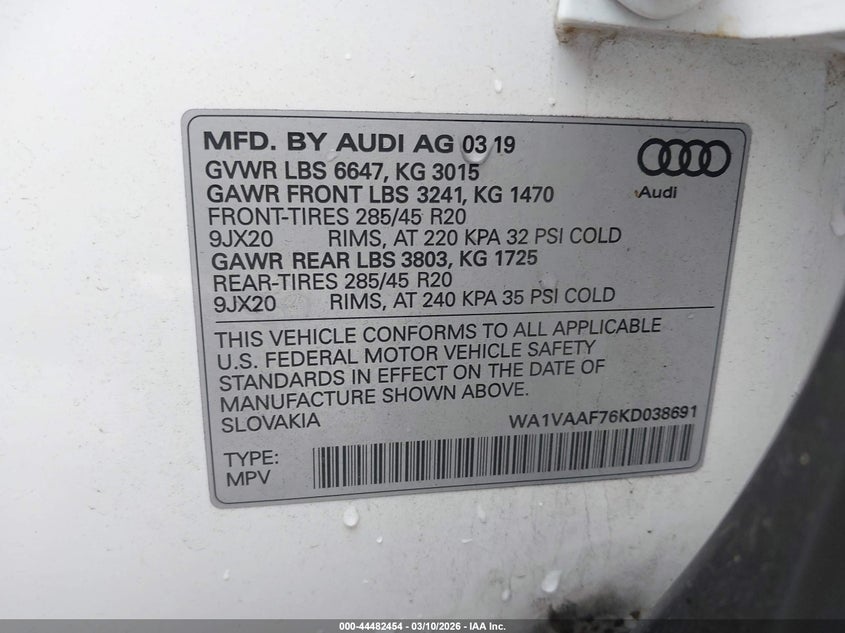 MFD. BY AUDI AG 03 19
GVWR LBS 6647, KG 3015
GAWR FRONT LBS 3241, KG 1470
FRONT-TIRES 285/45 R20
9JX20 RIMS, AT 220 KPA 32 PSI COLD
GAWR REAR LBS 3803, KG 1725
REAR-TIRES 285/45 R20
9JX20 RIMS, AT 240 KPA 35 PSI COLD
Audi
THIS VEHICLE CONFORMS TO ALL APPLICABLE
U.S. FEDERAL MOTOR VEHICLE SAFETY
STANDARDS IN EFFECT ON THE DATE OF
MANUFACTURE SHOWN ABOVE.
SLOVAKIA WA1VAAF76KD038691
TYPE:
MPV
000-44482454 — 03/10/2026 — IAA Inc.